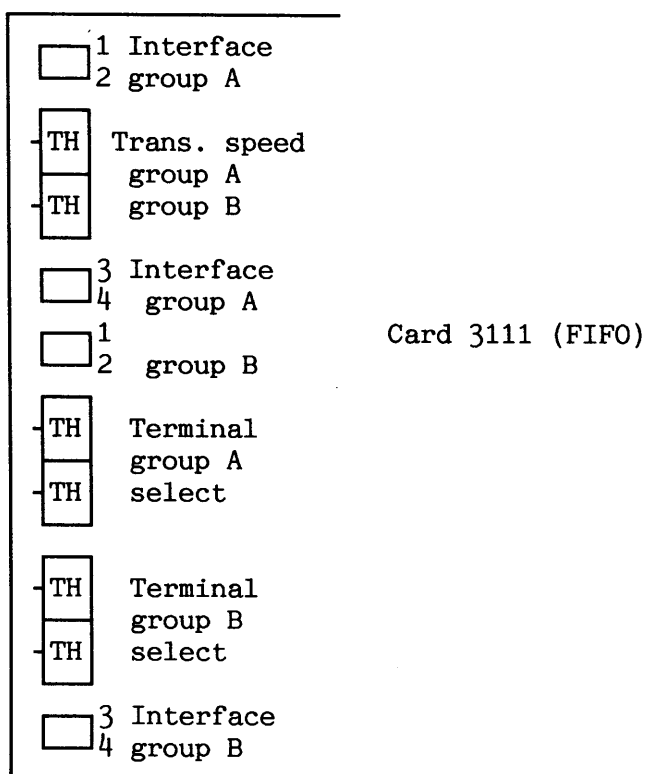 1 Interface
2 group A
TH Trans. speed
group A
TH group B
3 Interface
4 group A
1
2 group B
Card 3111 (FIFO)
TH Terminal
group A
TH select
TH Terminal
group B
TH select
3 Interface
4 group B